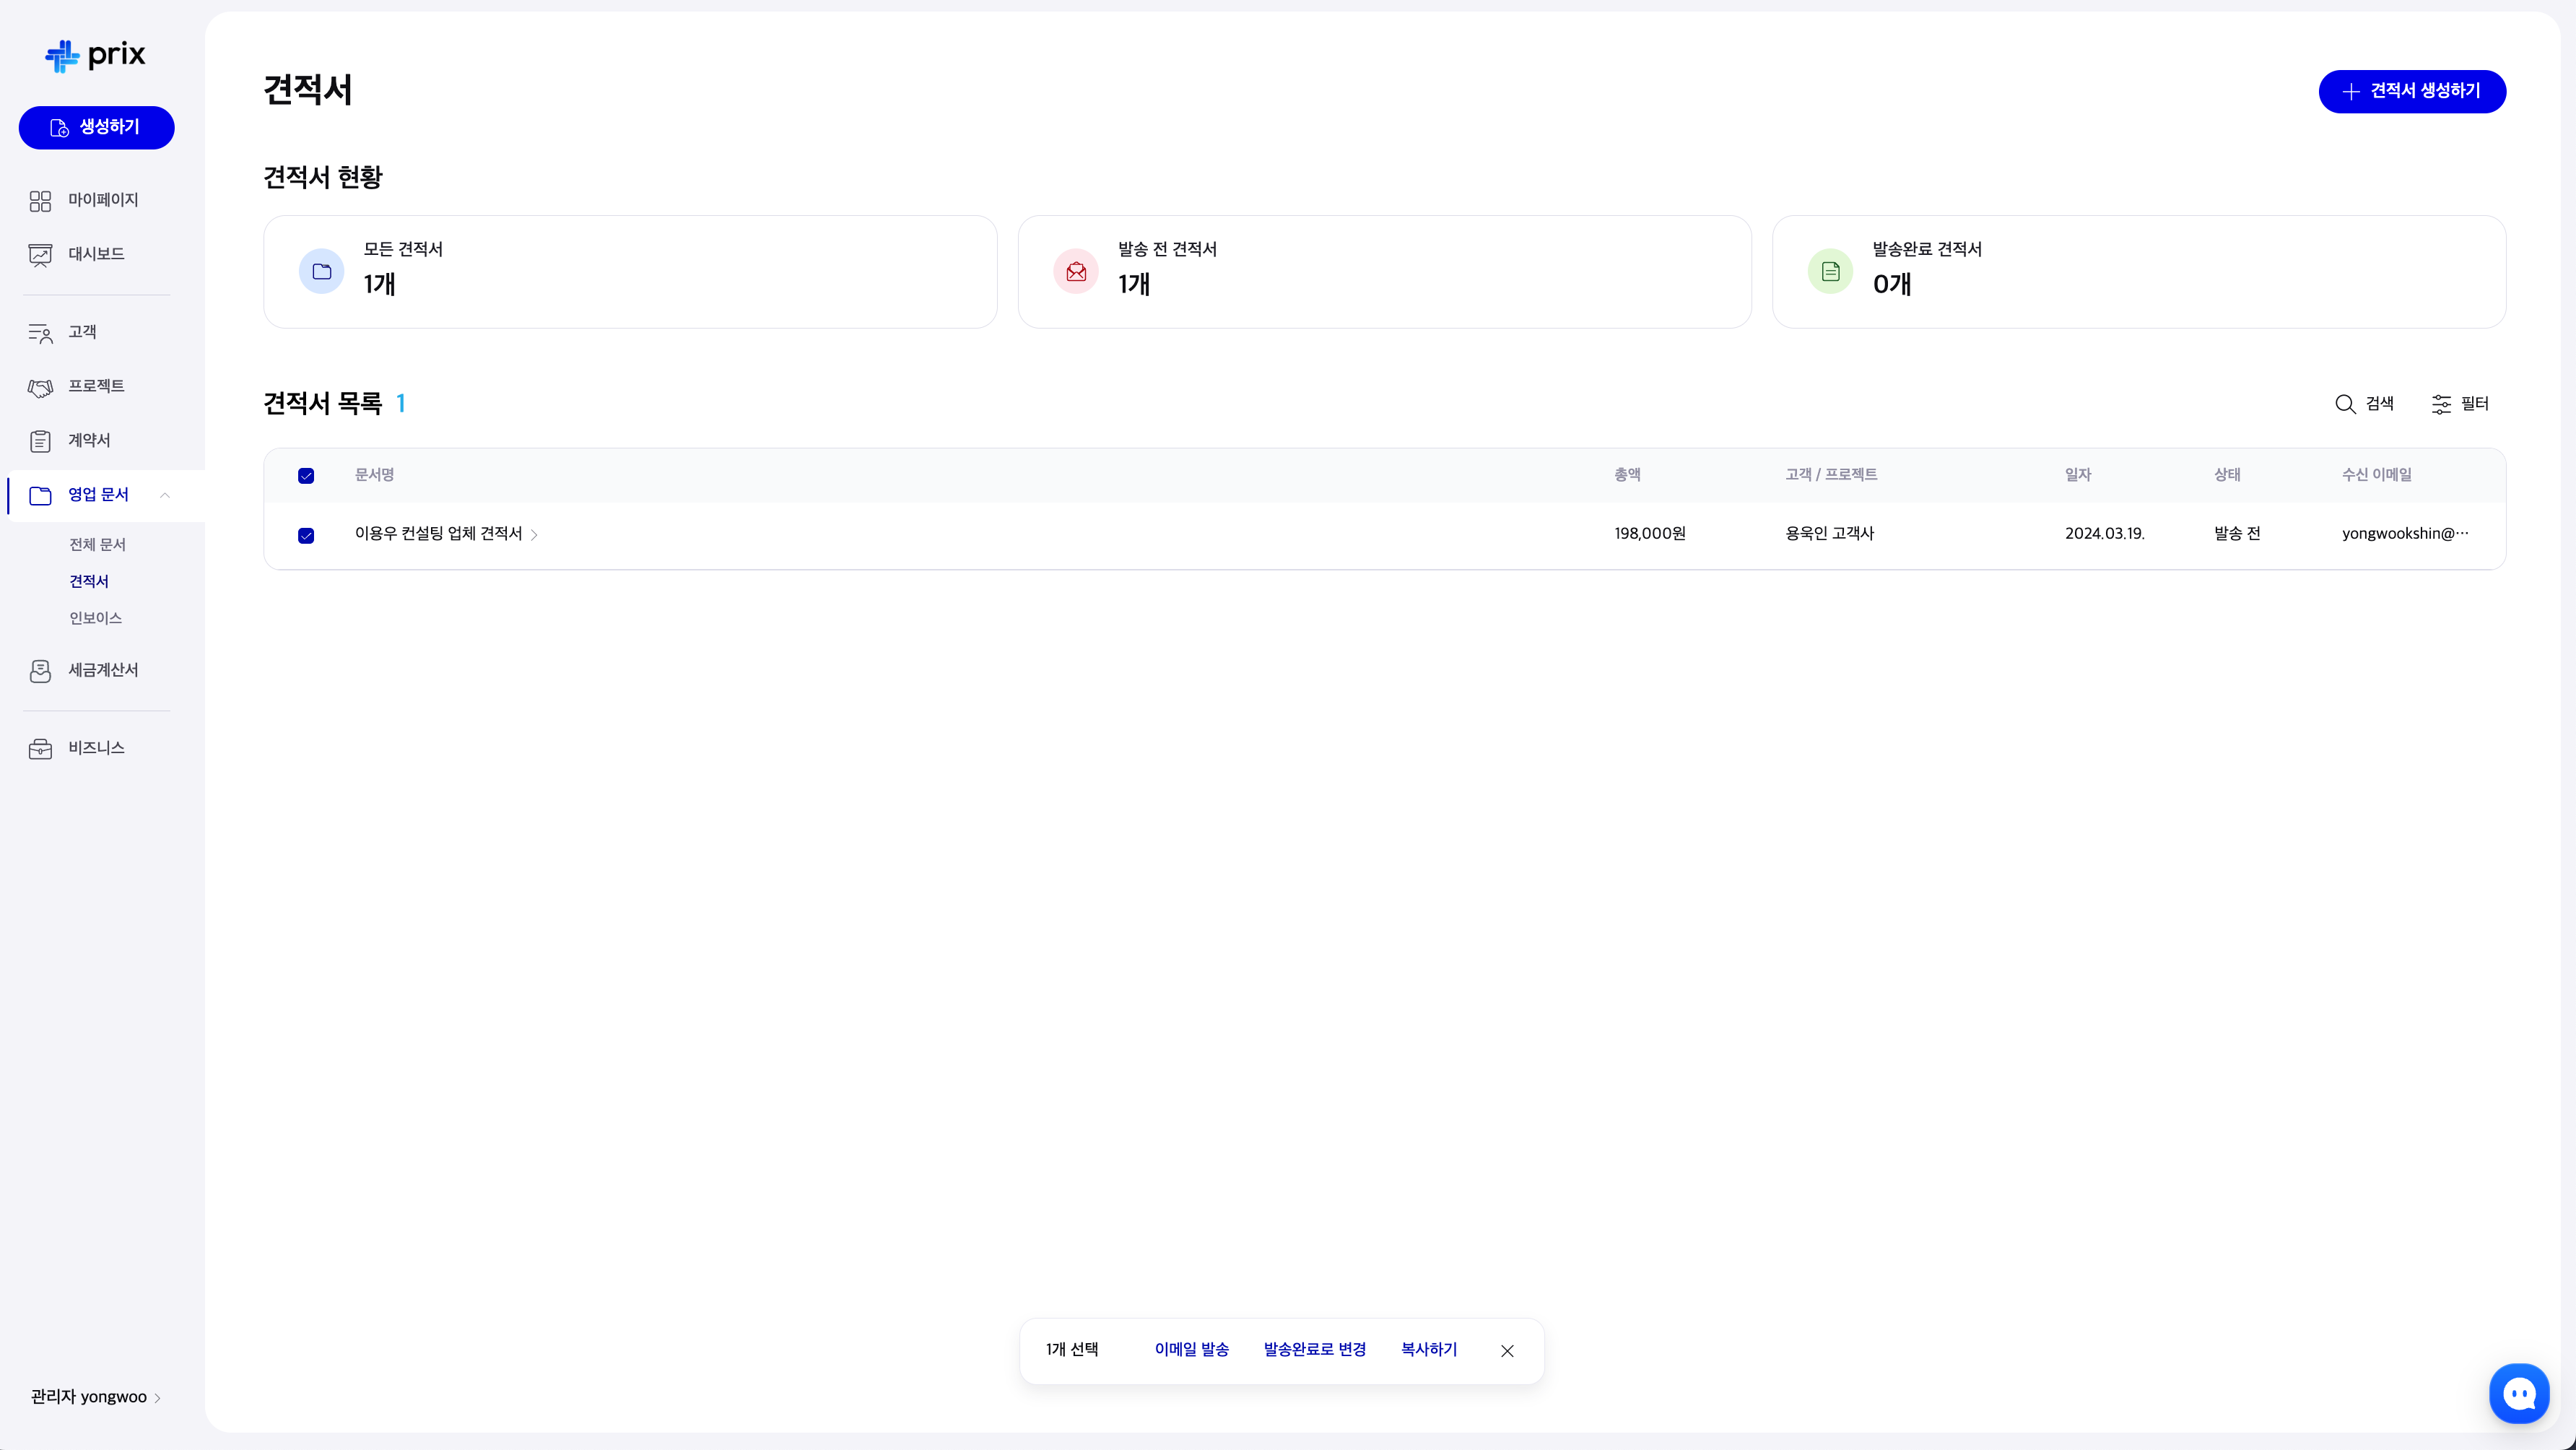 prix
생성하기
마이페이지
대시보드
고객
프로젝트
계약서
영업 문서
전체 문서
견적서
인보이스
세금계산서
비즈니스
관리자 yongwoo
견적서
견적서 생성하기
견적서 현황
모든 견적서
1개
발송 전 견적서
1개
발송완료 견적서
0개
견적서 목록 1
검색 필터
문서명 총액 고객 / 프로젝트 일자 상태 수신 이메일
이용우 컨설팅 업체 견적서 198,000원 용욱인 고객사 2024.03.19. 발송 전 yongwookshin@···
1개 선택 이메일 발송 발송완료로 변경 복사하기